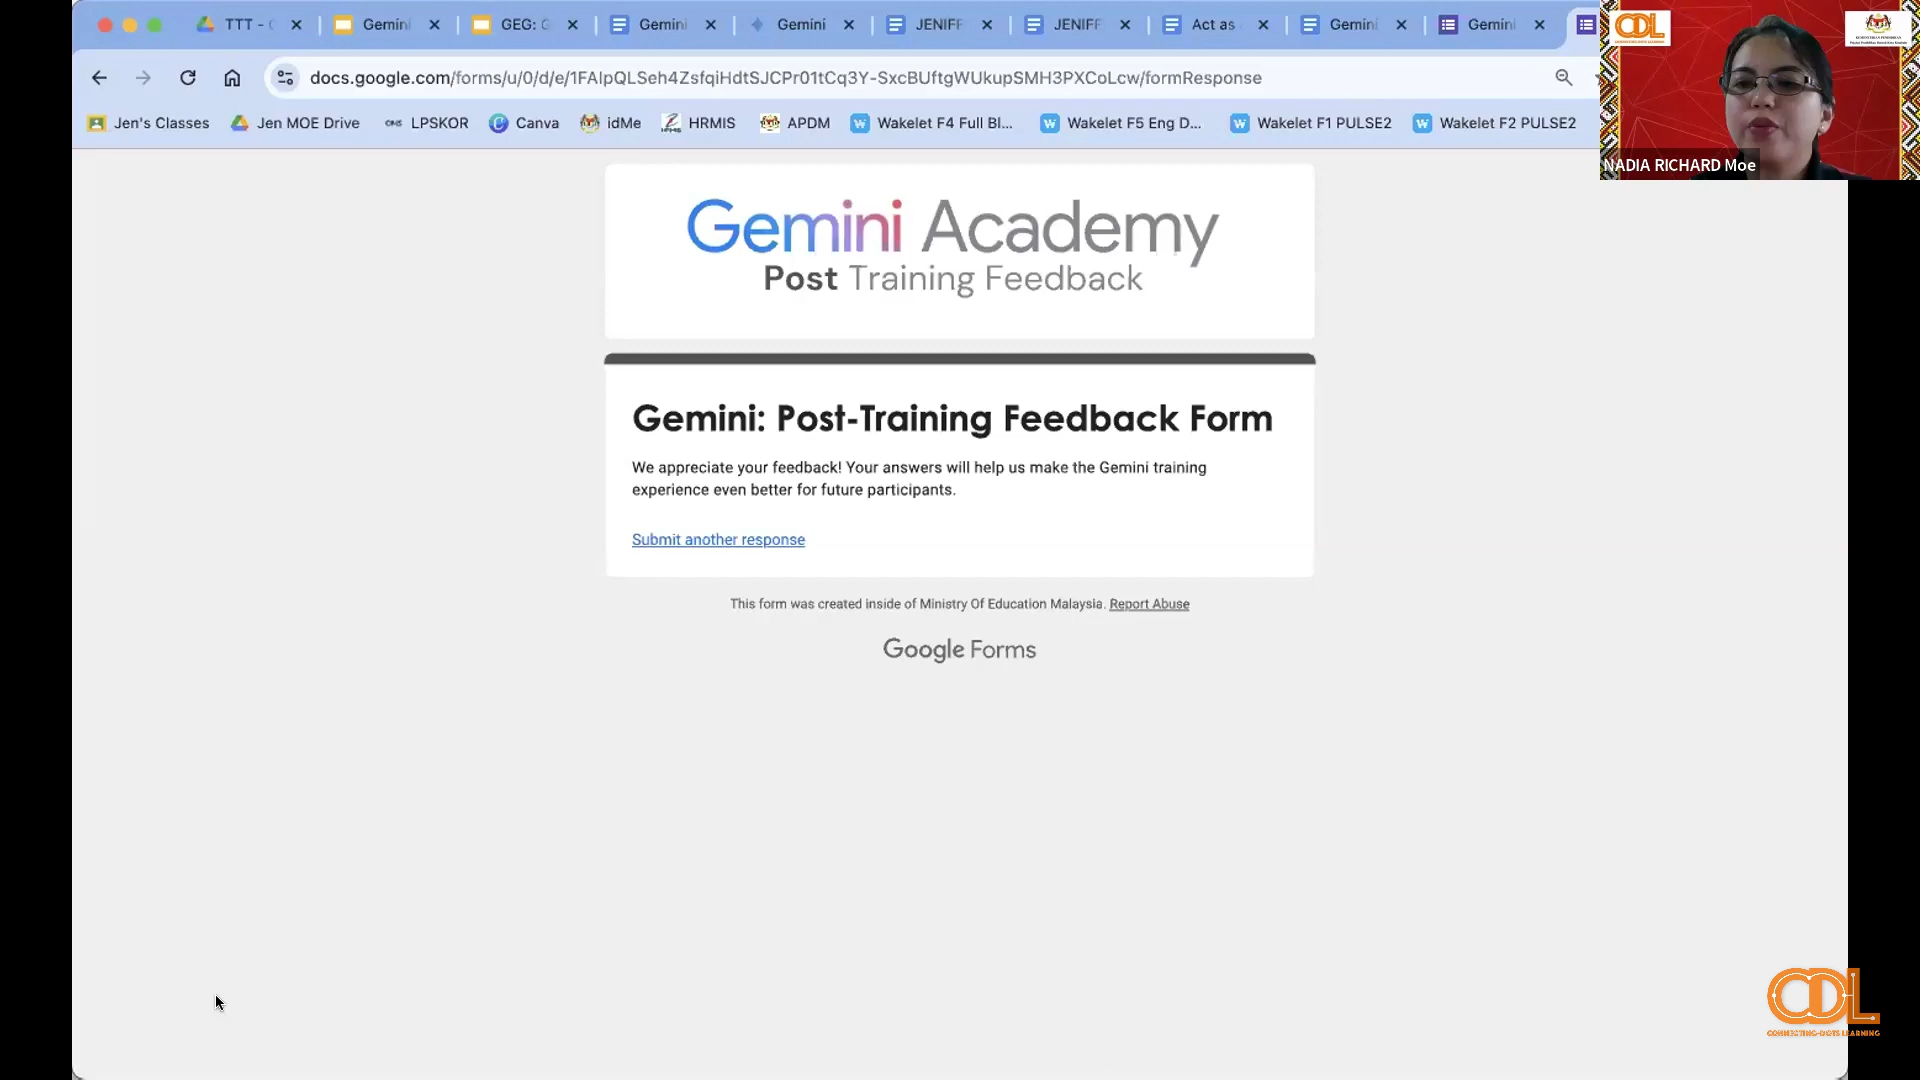 TTT - G
Gemini
GEG: G
Gemini
Gemini
JENIFF
JENIFF
Act as
Gemini
Gemini
docs.google.com/forms/u/0/d/e/1FAIpQLSeh4ZsfqiHdtSJCPr01tCq3Y-SxcBUftgWUkupSMH3PXCoLcw/formResponse
Jen's Classes
Jen MOE Drive
LPSKOR
Canva
idMe
HRMIS
APDM
Wakelet F4 Full Bl...
Wakelet F5 Eng D...
Wakelet F1 PULSE2
Wakelet F2 PULSE2
CDL
NADIA RICHARD Moe
Gemini Academy
Post Training Feedback
Gemini: Post-Training Feedback Form
We appreciate your feedback! Your answers will help us make the Gemini training
experience even better for future participants.
Submit another response
This form was created inside of Ministry Of Education Malaysia. Report Abuse
Google Forms
CDL
CONNECTING-DOTS LEARNING